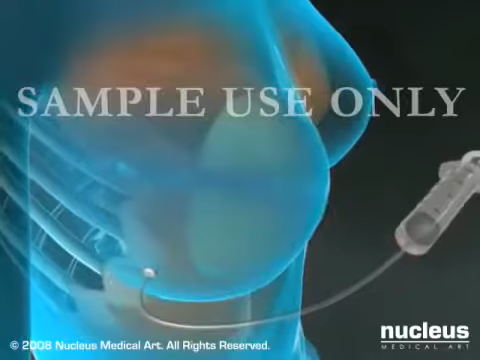 SAMPLE USE ONLY
nucleus
MEDICAL ART
© 2008 Nucleus Medical Art. All Rights Reserved.